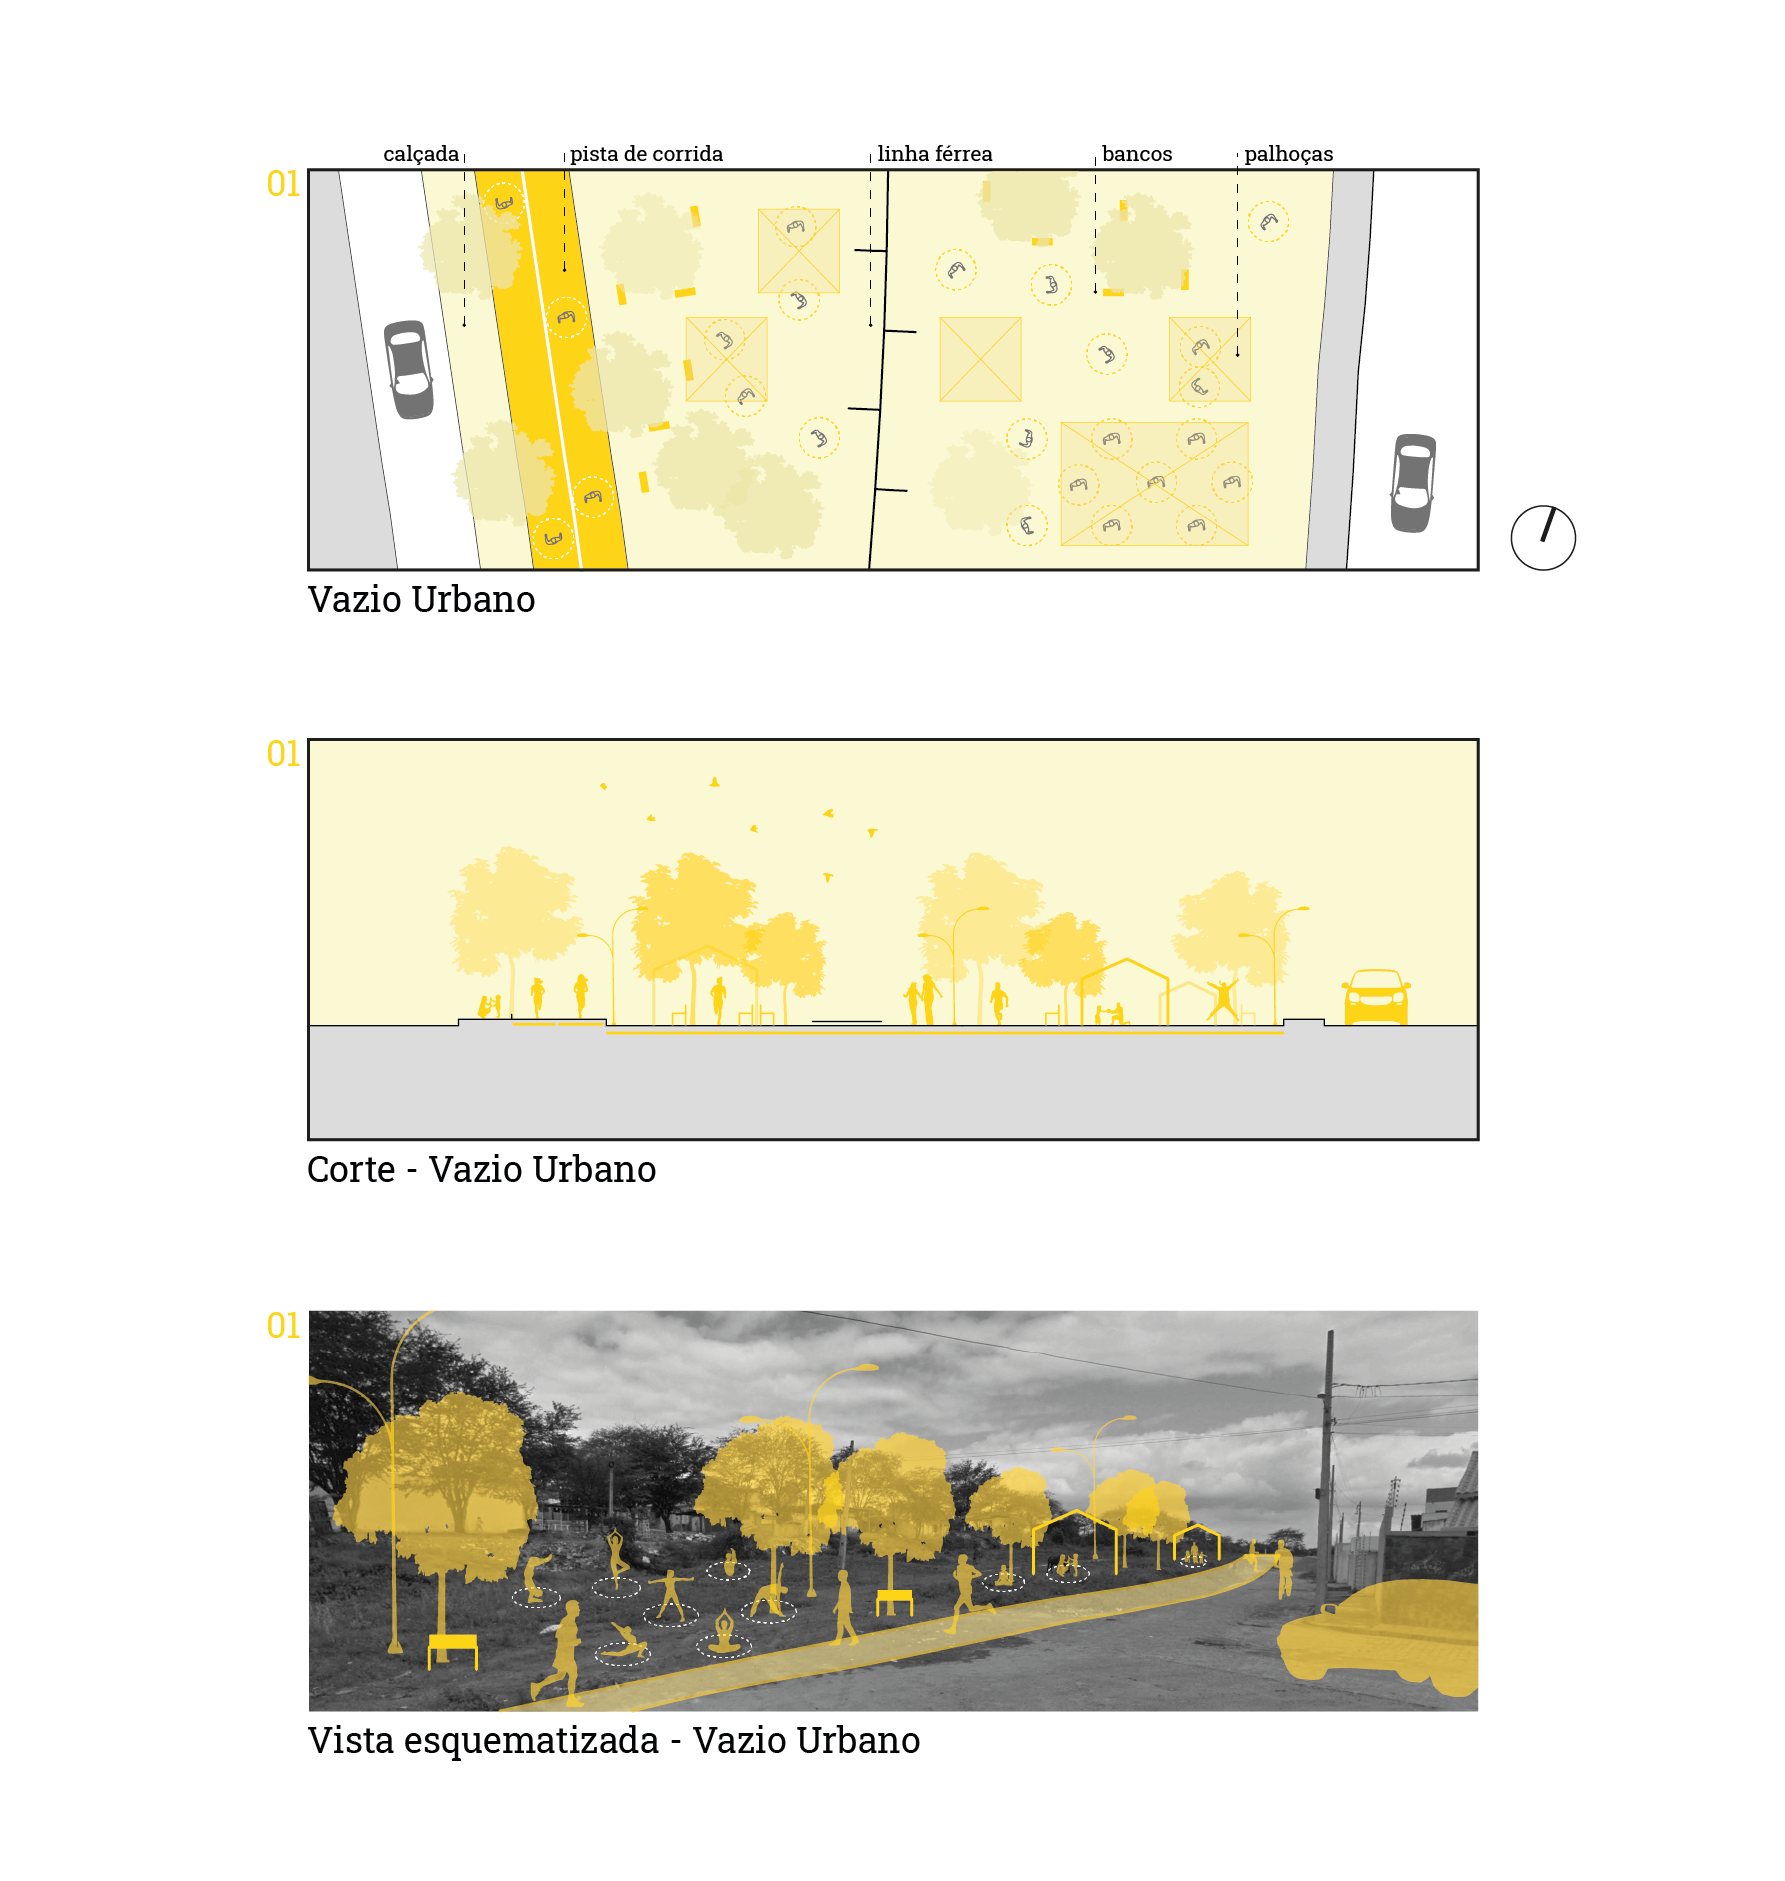 calçada
pista de corrida
linha férrea
bancos
palhoças
01
Vazio Urbano
01
Corte - Vazio Urbano
01
Vista esquematizada - Vazio Urbano